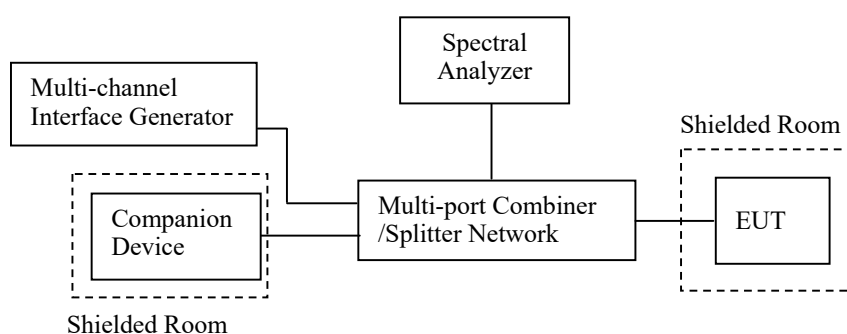 Spectral
Analyzer
Multi-channel
Interface Generator
Shielded Room
Companion
Device
Multi-port Combiner
/Splitter Network
EUT
Shielded Room